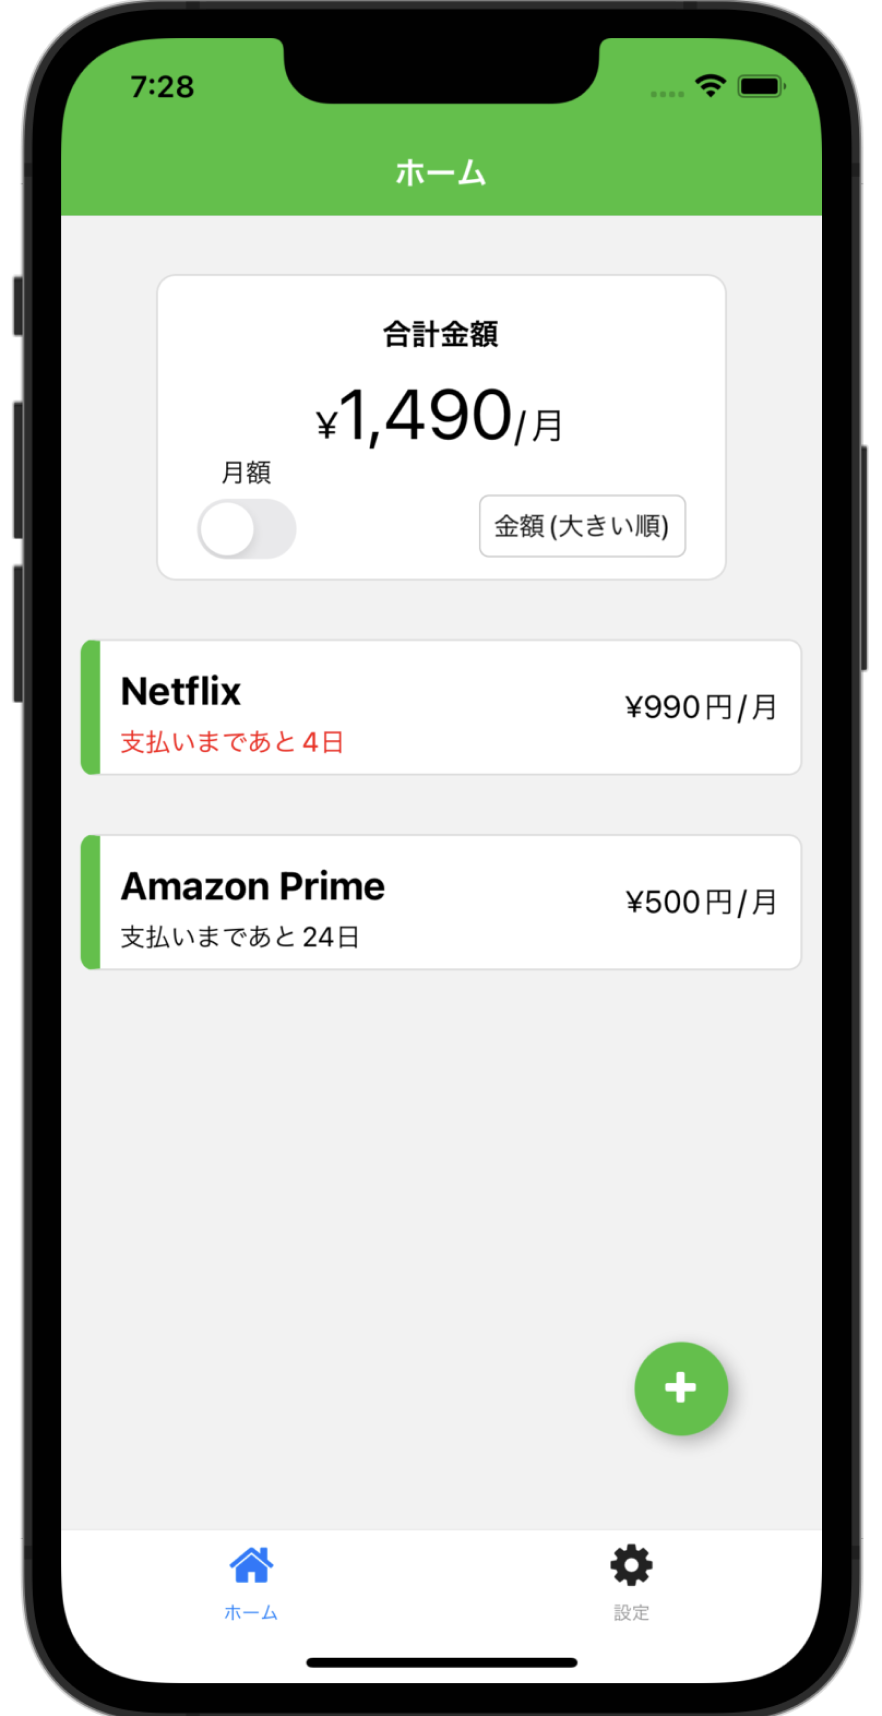 7:28
ホーム
合計金額
¥1,490/月
月額
金額(大きい順)
Netflix
¥990円/月
支払いまであと4日
Amazon Prime
¥500円/月
支払いまであと24日
ホーム
設定